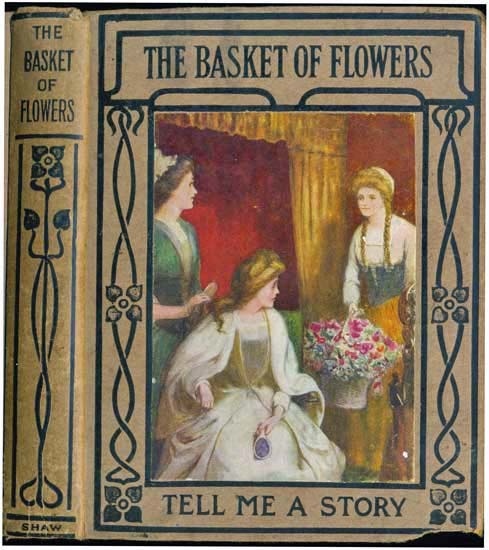 THE
BASKET
OF
FLOWERS
SHAW
THE BASKET OF FLOWERS
TELL ME A STORY